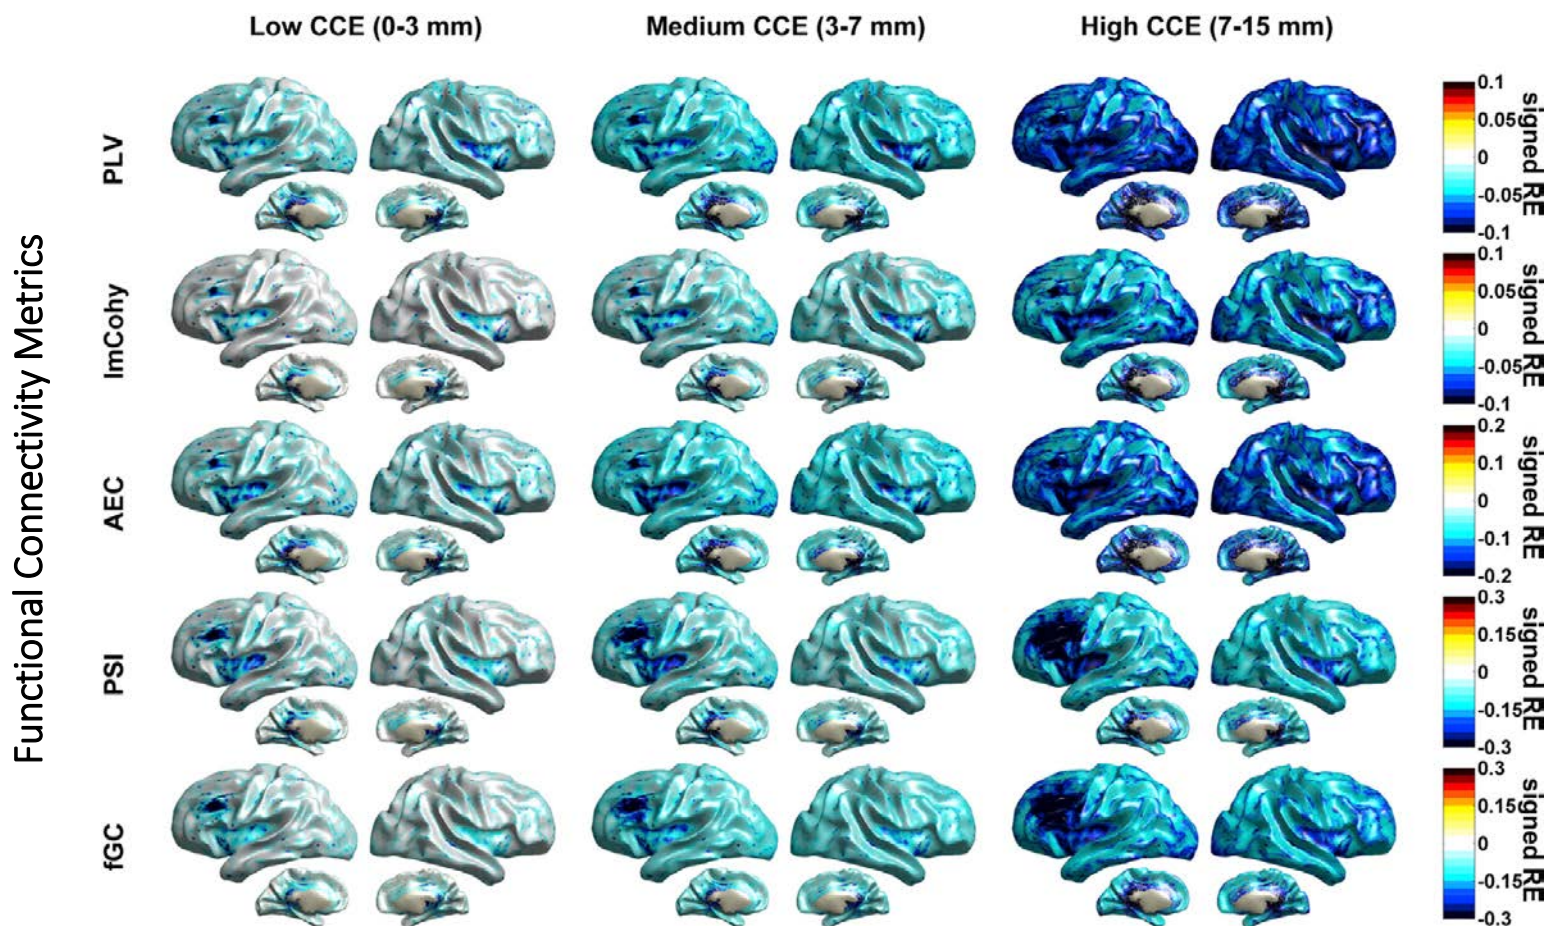 Low CCE (0-3 mm)
Medium CCE (3-7 mm)
High CCE (7-15 mm)
Functional Connectivity Metrics
PLV
0.1
0.05
0
-0.05
-0.1
signed RE
ImCohy
0.1
0.05
0
-0.05
-0.1
signed RE
AEC
0.2
0.1
0
-0.1
-0.2
signed RE
PSI
0.3
0.15
0
-0.15
-0.3
signed RE
fGC
0.3
0.15
0
-0.15
-0.3
signed RE